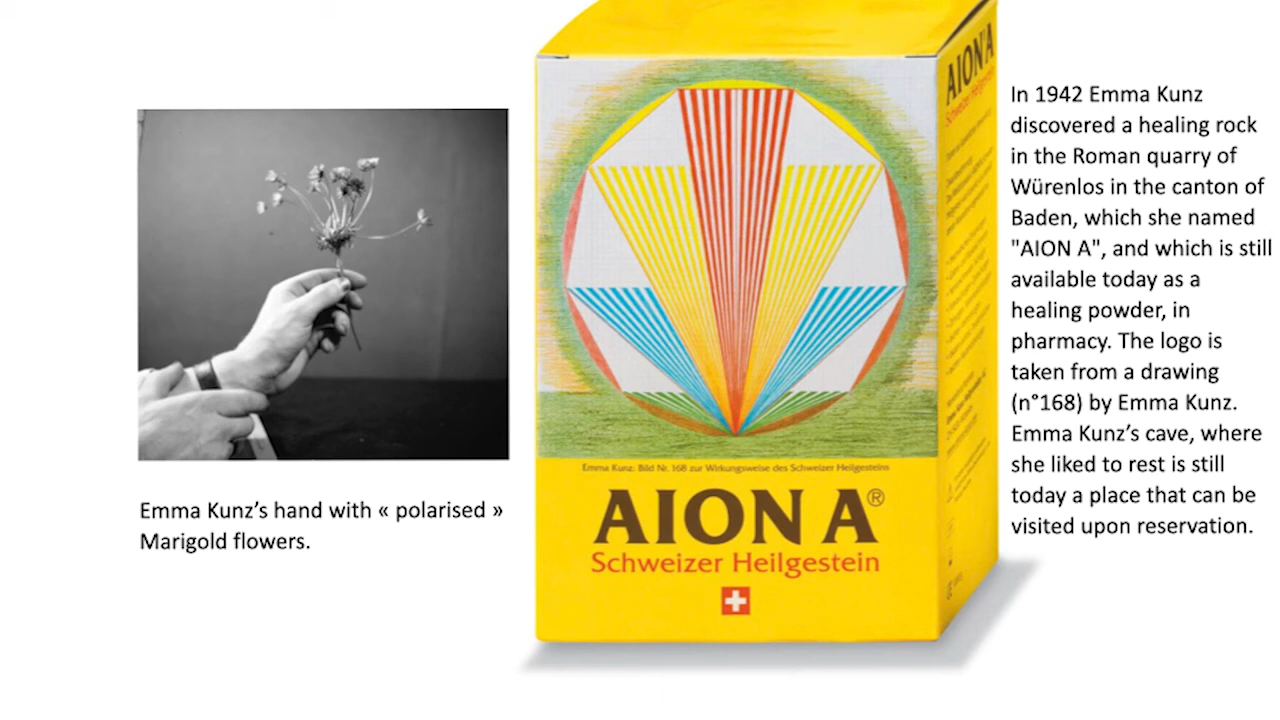 Emma Kunz’s hand with « polarised »
Marigold flowers.
Emma Kunz: Bild Nr. 168 zur Wirkungsweise des Schweizer Heilgesteins
AION A®
Schweizer Heilgestein
AION A
Schweizer Heilgestein
In 1942 Emma Kunz
discovered a healing rock
in the Roman quarry of
Würenlos in the canton of
Baden, which she named
"AION A", and which is still
available today as a
healing powder, in
pharmacy. The logo is
taken from a drawing
(n°168) by Emma Kunz.
Emma Kunz’s cave, where
she liked to rest is still
today a place that can be
visited upon reservation.